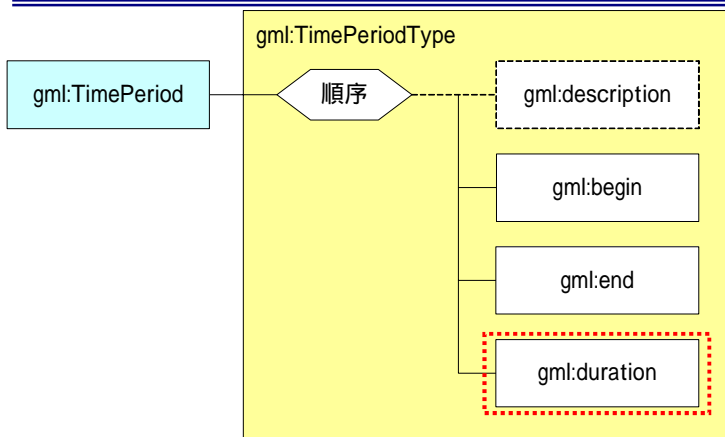 gml:TimePeriodType
gml:TimePeriod
順序
gml:description
gml:begin
gml:end
gml:duration